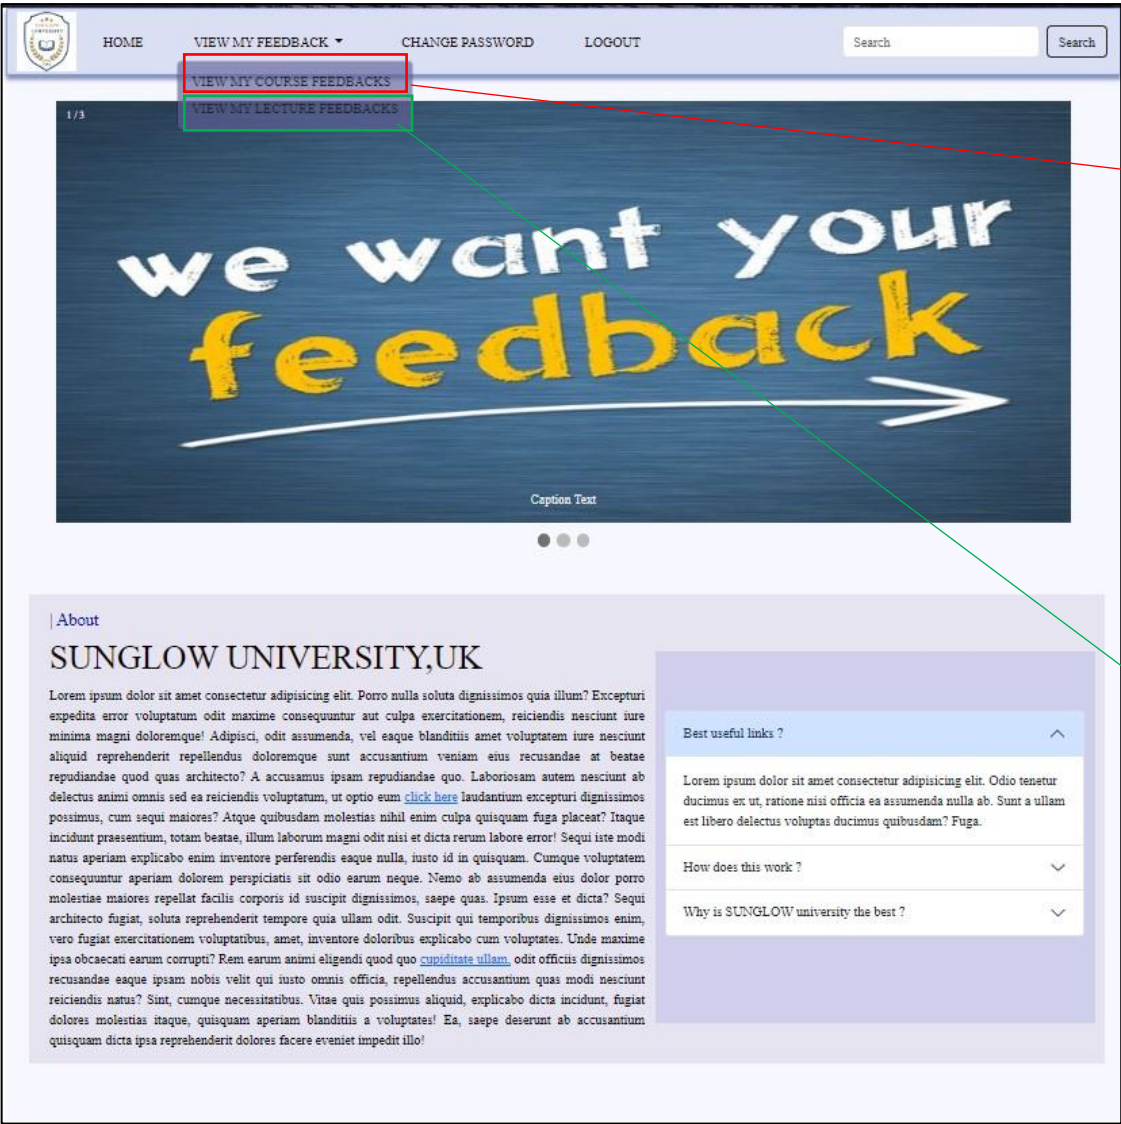 UNIVERSITY
HOME VIEW MY FEEDBACK CHANGE PASSWORD LOGOUT Search Search
VIEW MY COURSE FEEDBACKS
VIEW MY LECTURE FEEDBACKS
1 / 3
we want your
feedback
Caption Text
| About
SUNGLOW UNIVERSITY,UK
Lorem ipsum dolor sit amet consectetur adipisicing elit. Porro nulla soluta dignissimos quia illum? Excepturi
expedita error voluptatum odit maxime consequuntur aut culpa exercitationem, reiciendis nesciunt iure
minima magni doloremque! Adipisci, odit assumenda, vel eaque blanditiis amet voluptatem iure nesciunt
aliquid reprehenderit repellendus doloremque sunt accusantium veniam eius recusandae at beatae
repudiandae quod quas architecto? A accusamus ipsam repudiandae quo. Laboriosam autem nesciunt ab
delectus animi omnis sed ea reiciendis voluptatum, ut optio eum click here laudantium excepturi dignissimos
possimus, cum sequi maiores? Atque quibusdam molestias nihil enim culpa quisquam fuga placeat? Itaque
incidunt praesentium, totam beatae, illum laborum magni odit nisi et dicta rerum labore error! Sequi iste modi
natus aperiam explicabo enim inventore perferendis eaque nulla, iusto id in quisquam. Cumque voluptatem
consequuntur aperiam dolorem perspiciatis sit odio earum neque. Nemo ab assumenda eius dolor porro
molestiae maiores repellat facilis corporis id suscipit dignissimos, saepe quas. Ipsum esse et dicta? Sequi
architecto fugiat, soluta reprehenderit tempore quia ullam odit. Suscipit qui temporibus dignissimos enim,
vero fugiat exercitationem voluptatibus, amet, inventore doloribus explicabo cum voluptates. Unde maxime
ipsa obcaecati earum corrupti? Rem earum animi eligendi quod quo cupiditate ullam, odit officiis dignissimos
recusandae eaque ipsam nobis velit qui iusto omnis officia, repellendus accusantium quas modi nesciunt
reiciendis natus? Sint, cumque necessitatibus. Vitae quis possimus aliquid, explicabo dicta incidunt, fugiat
dolores molestias itaque, quisquam aperiam blanditiis a voluptates! Ea, saepe deserunt ab accusantium
quisquam dicta ipsa reprehenderit dolores facere eveniet impedit illo!
Best useful links ?
Lorem ipsum dolor sit amet consectetur adipisicing elit. Odio tenetur
ducimus ex ut, ratione nisi officia ea assumenda nulla ab. Sunt a ullam
est libero delectus voluptas ducimus quibusdam? Fuga.
How does this work ?
Why is SUNGLOW university the best ?